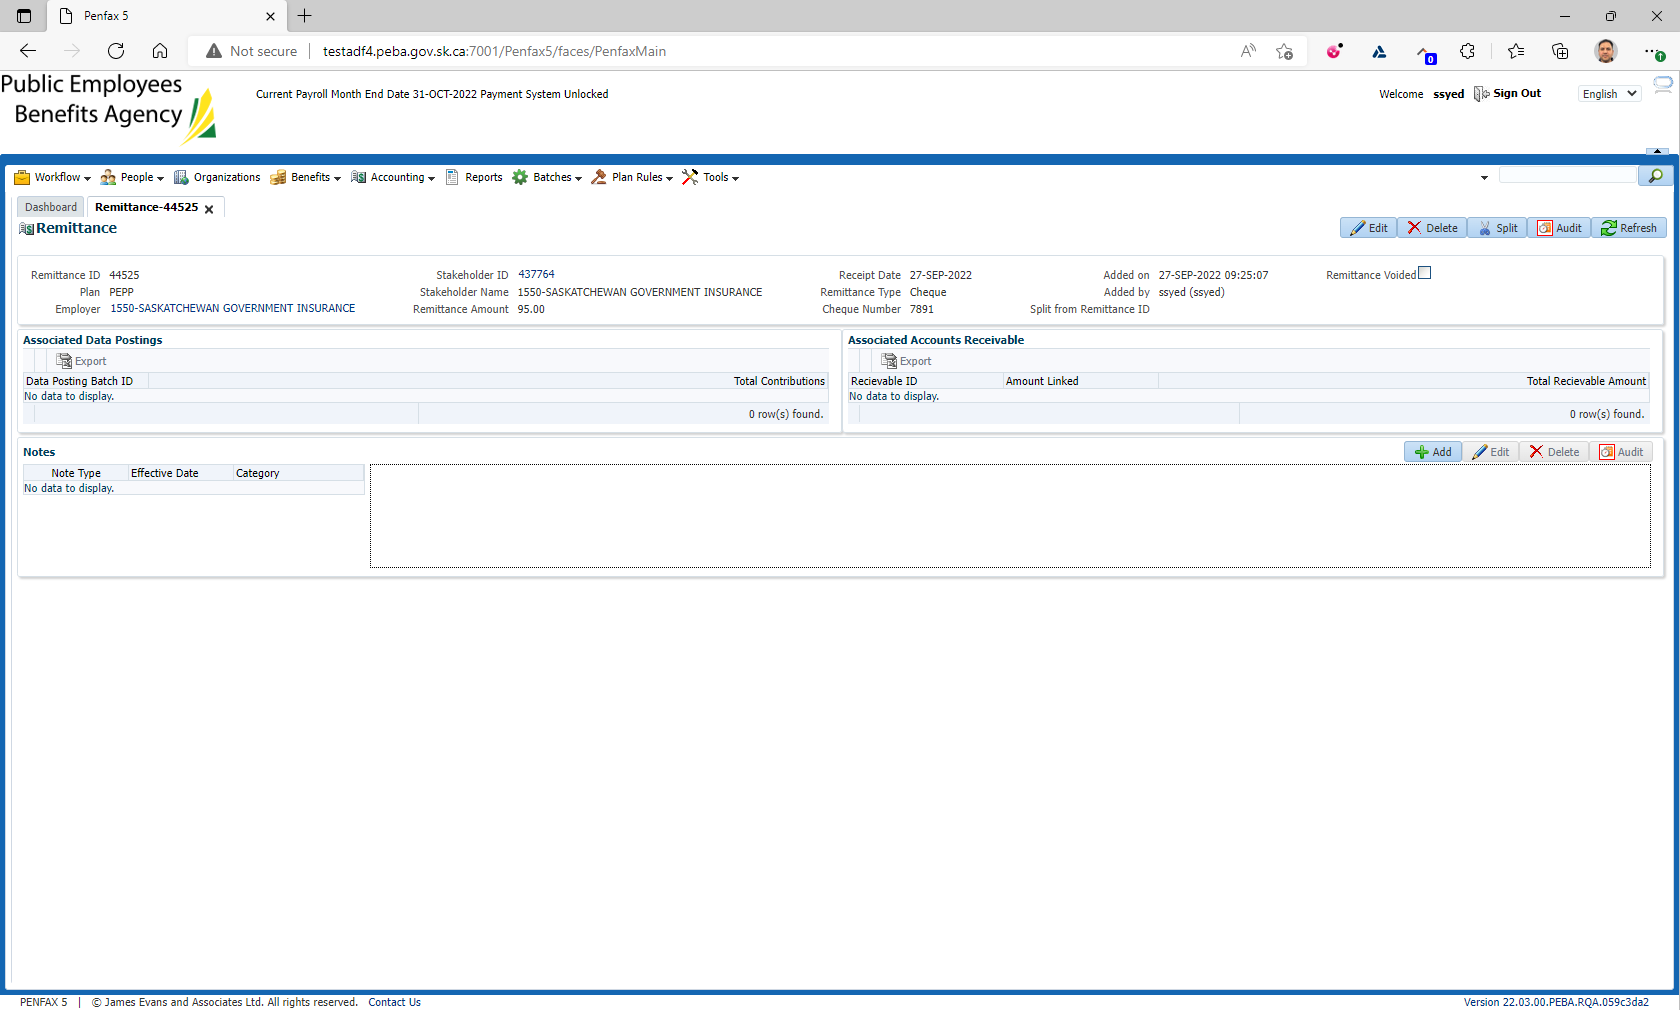 Penfax 5
Not secure testadf4.peba.gov.sk.ca:7001/Penfax5/faces/PenfaxMain
0
Public Employees
Benefits Agency
Current Payroll Month End Date 31-OCT-2022 Payment System Unlocked
Welcome ssyed Sign Out English
Workflow People Organizations Benefits Accounting Reports Batches Plan Rules Tools
Dashboard Remittance-44525
Remittance
Edit Delete Split Audit Refresh
Remittance ID 44525 Stakeholder ID 437764 Receipt Date 27-SEP-2022 Added on 27-SEP-2022 09:25:07 Remittance Voided
Plan PEPP Stakeholder Name 1550-SASKATCHEWAN GOVERNMENT INSURANCE Remittance Type Cheque Added by ssyed (ssyed)
Employer 1550-SASKATCHEWAN GOVERNMENT INSURANCE Remittance Amount 95.00 Cheque Number 7891 Split from Remittance ID
Associated Data Postings
Export
Data Posting Batch ID Total Contributions
No data to display.
0 row(s) found.
Associated Accounts Receivable
Export
Recievable ID Amount Linked Total Recievable Amount
No data to display.
0 row(s) found.
Notes
Add Edit Delete Audit
Note Type Effective Date Category
No data to display.
PENFAX 5 | © James Evans and Associates Ltd. All rights reserved. Contact Us
Version 22.03.00.PEBA.RQA.059c3da2